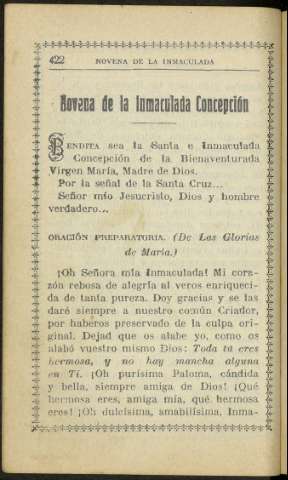 422 NOVENA DE LA INMACULADA
Novena de la Inmaculada Concepción
BENDITA sea la Santa e Inmaculada
Concepción de la Bienaventurada
Virgen María, Madre de Dios.
Por la señal de la Santa Cruz...
Señor mío Jesucristo, Dios y hombre
verdadero...
ORACIÓN PREPARATORIA. (De Las Glorias
de María.)
¡Oh Señora mía Inmaculada! Mi cora-
zón rebosa de alegría al veros enriqueci-
da de tanta pureza. Doy gracias y se las
daré siempre a nuestro común Criador,
por haberos preservado de la culpa ori-
ginal. Dejad que os alabe yo, como os
alabó vuestro mismo Dios: Toda tú eres
hermosa, y no hay mancha alguna
en Ti. ¡Oh purísima Paloma, cándida
y bella, siempre amiga de Dios! ¡Qué
hermosa eres, amiga mía, qué hermosa
eres! ¡Oh dulcísima, amabilísima, Inma-